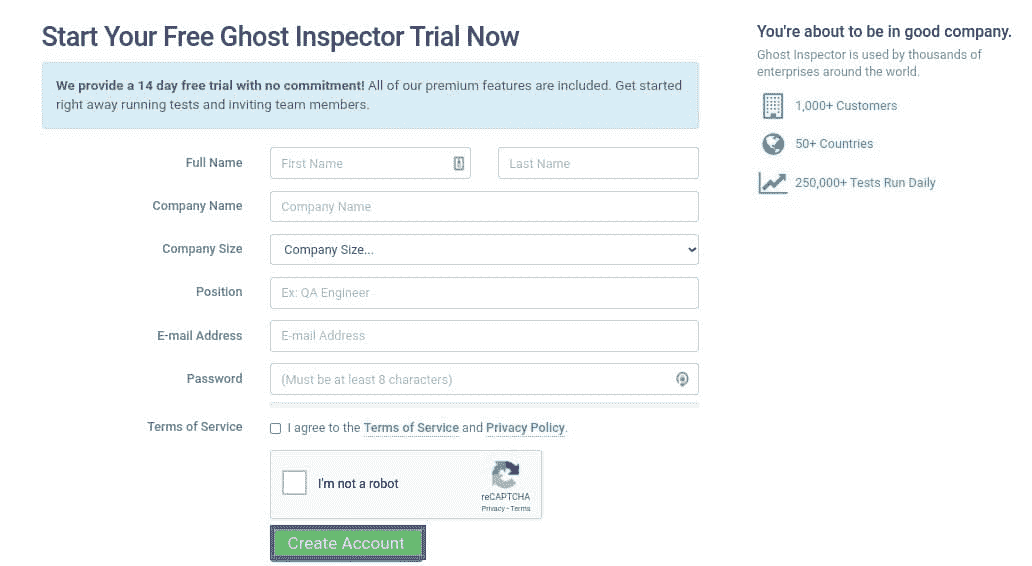 Start Your Free Ghost Inspector Trial Now
We provide a 14 day free trial with no commitment! All of our premium features are included. Get started
right away running tests and inviting team members.
Full Name
First Name
Last Name
Company Name
Company Name
Company Size
Company Size...
Position
Ex: QA Engineer
E-mail Address
E-mail Address
Password
(Must be at least 8 characters)
Terms of Service
I agree to the Terms of Service and Privacy Policy.
I'm not a robot
reCAPTCHA
Privacy - Terms
Create Account
You're about to be in good company.
Ghost Inspector is used by thousands of
enterprises around the world.
1,000+ Customers
50+ Countries
250,000+ Tests Run Daily